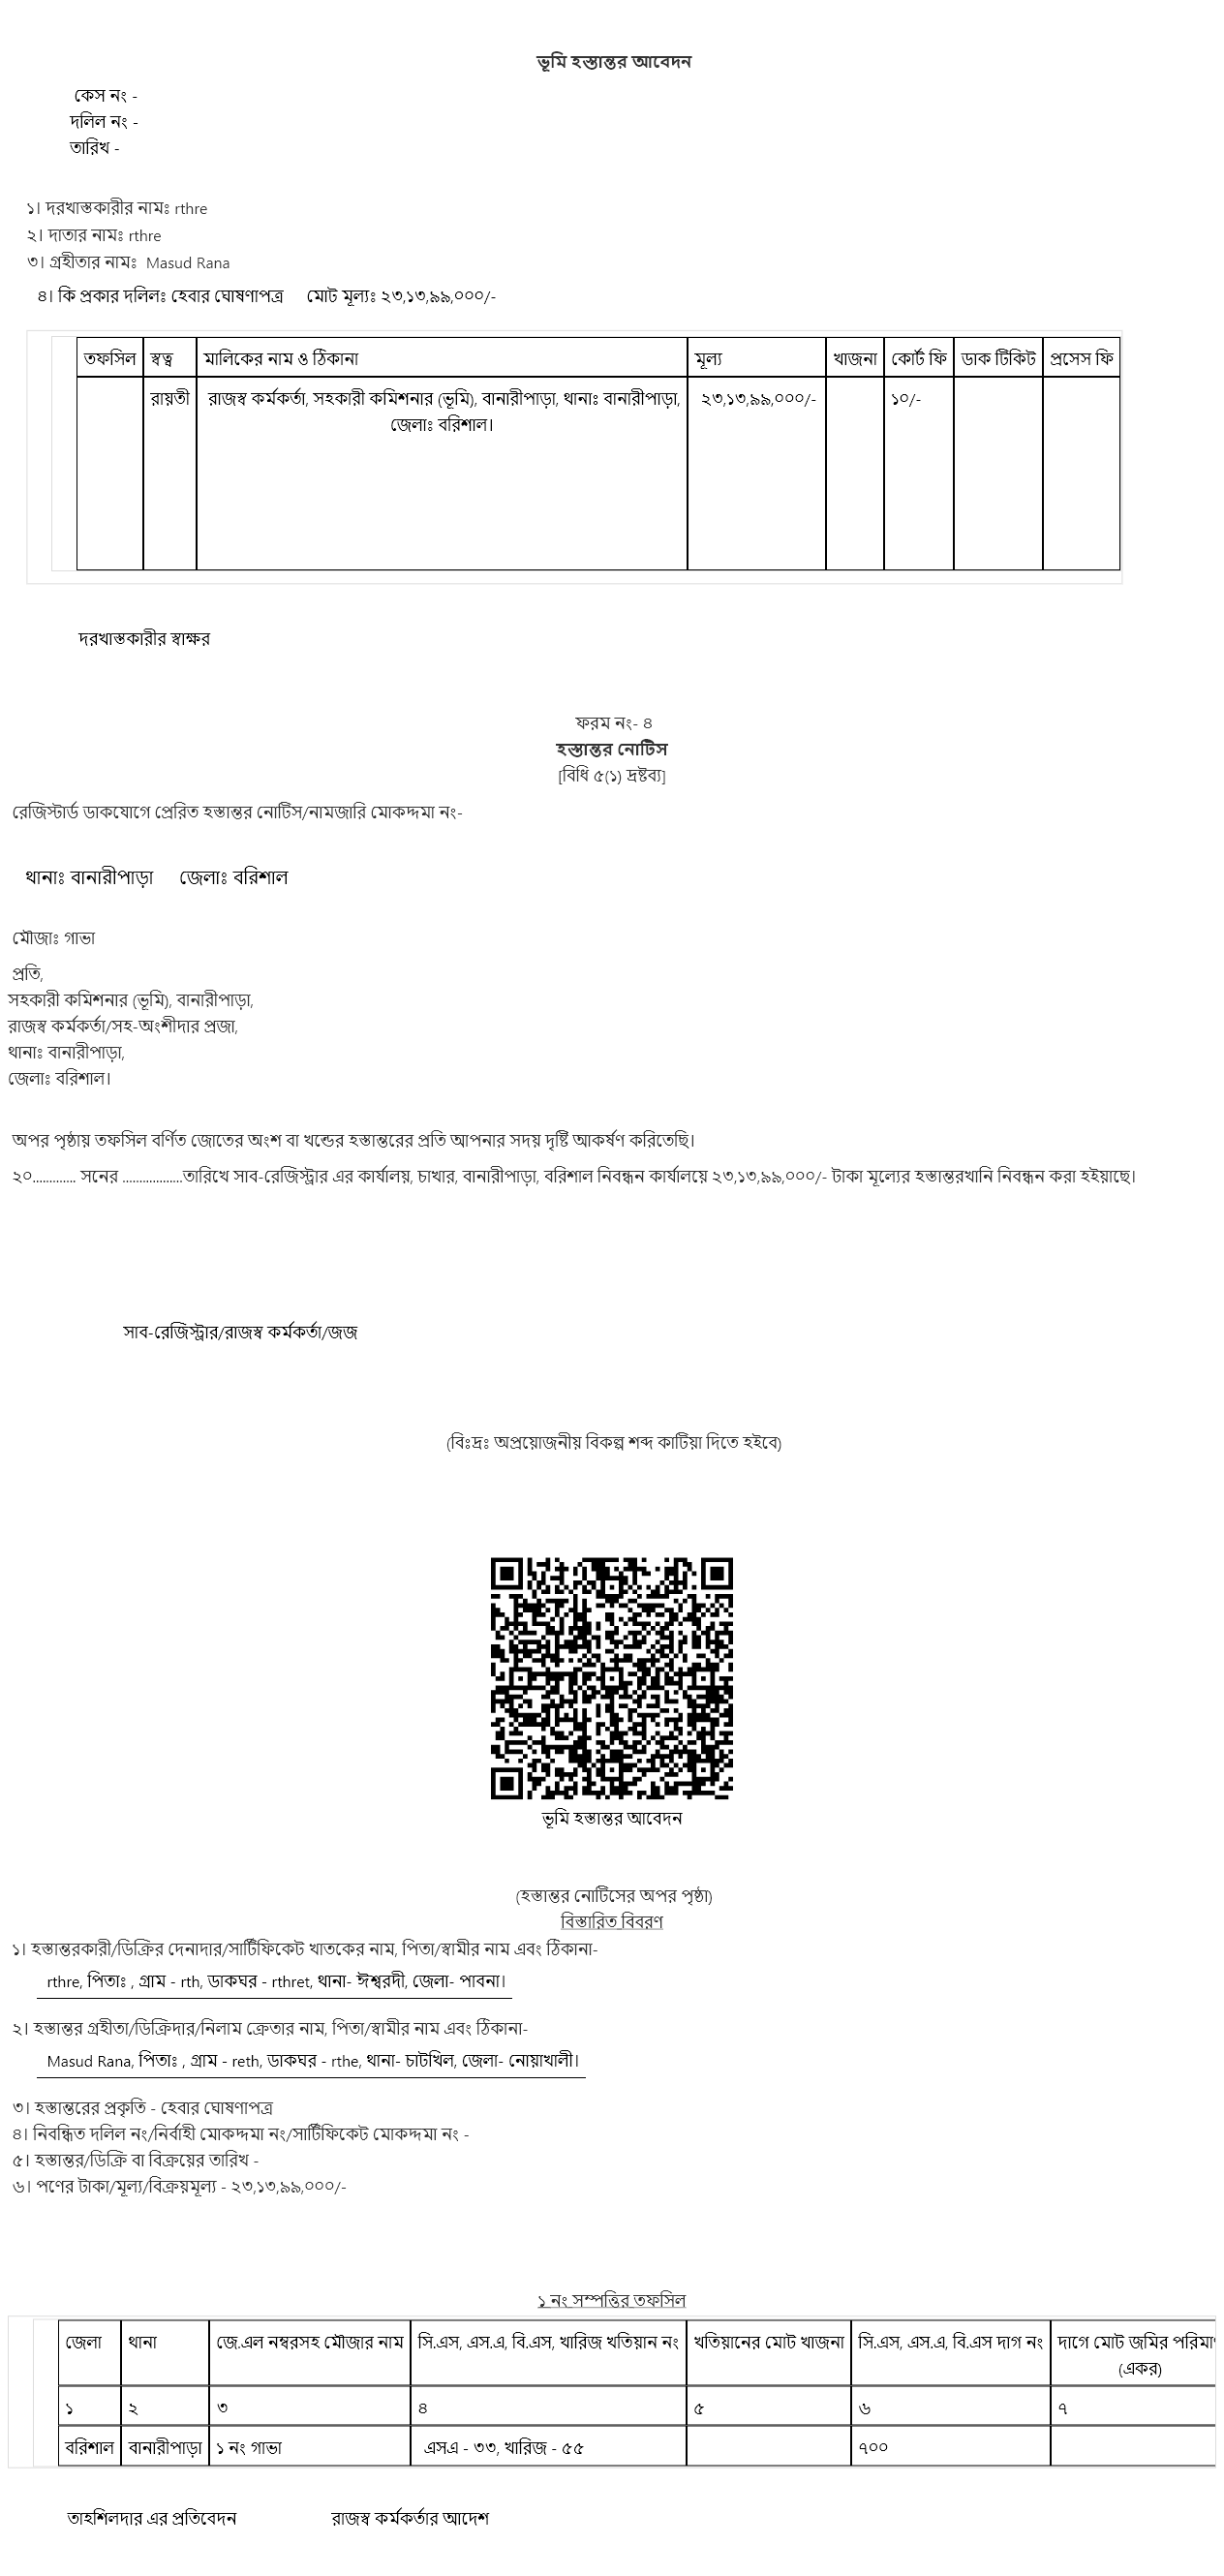 ভূমি হস্তান্তর আবেদন
কেস নং -
দলিল নং -
তারিখ -
১। দরখাস্তকারীর নামঃ rthre
২। দাতার নামঃ rthre
৩। গ্রহীতার নামঃ Masud Rana
৪। কি প্রকার দলিলঃ হেবার ঘোষণাপত্র মোট মূল্যঃ ২৩,১৩,৯৯,০০০/-
তফসিল স্বত্ব মালিকের নাম ও ঠিকানা মূল্য খাজনা কোর্ট ফি ডাক টিকিট প্রসেস ফি
রায়তী রাজস্ব কর্মকর্তা, সহকারী কমিশনার (ভূমি), বানারীপাড়া, থানাঃ বানারীপাড়া, ২৩,১৩,৯৯,০০০/- ১০/-
জেলাঃ বরিশাল।
দরখাস্তকারীর স্বাক্ষর
ফরম নং- ৪
হস্তান্তর নোটিস
[বিধি ৫(১) দ্রষ্টব্য]
রেজিস্টার্ড ডাকযোগে প্রেরিত হস্তান্তর নোটিস/নামজারি মোকদ্দমা নং-
থানাঃ বানারীপাড়া জেলাঃ বরিশাল
মৌজাঃ গাভা
প্রতি,
সহকারী কমিশনার (ভূমি), বানারীপাড়া,
রাজস্ব কর্মকর্তা/সহ-অংশীদার প্রজা,
থানাঃ বানারীপাড়া,
জেলাঃ বরিশাল।
অপর পৃষ্ঠায় তফসিল বর্ণিত জোতের অংশ বা খন্ডের হস্তান্তরের প্রতি আপনার সদয় দৃষ্টি আকর্ষণ করিতেছি।
২০............. সনের ..................তারিখে সাব-রেজিস্ট্রার এর কার্যালয়, চাখার, বানারীপাড়া, বরিশাল নিবন্ধন কার্যালয়ে ২৩,১৩,৯৯,০০০/- টাকা মূল্যের হস্তান্তরখানি নিবন্ধন করা হইয়াছে।
সাব-রেজিস্ট্রার/রাজস্ব কর্মকর্তা/জজ
(বিঃদ্রঃ অপ্রয়োজনীয় বিকল্প শব্দ কাটিয়া দিতে হইবে)
ভূমি হস্তান্তর আবেদন
(হস্তান্তর নোটিসের অপর পৃষ্ঠা)
বিস্তারিত বিবরণ
১। হস্তান্তরকারী/ডিক্রির দেনাদার/সার্টিফিকেট খাতকের নাম, পিতা/স্বামীর নাম এবং ঠিকানা-
rthre, পিতাঃ , গ্রাম - rth, ডাকঘর - rthret, থানা- ঈশ্বরদী, জেলা- পাবনা।
২। হস্তান্তর গ্রহীতা/ডিক্রিদার/নিলাম ক্রেতার নাম, পিতা/স্বামীর নাম এবং ঠিকানা-
Masud Rana, পিতাঃ , গ্রাম - reth, ডাকঘর - rthe, থানা- চাটখিল, জেলা- নোয়াখালী।
৩। হস্তান্তরের প্রকৃতি - হেবার ঘোষণাপত্র
৪। নিবন্ধিত দলিল নং/নির্বাহী মোকদ্দমা নং/সার্টিফিকেট মোকদ্দমা নং -
৫। হস্তান্তর/ডিক্রি বা বিক্রয়ের তারিখ -
৬। পণের টাকা/মূল্য/বিক্রয়মূল্য - ২৩,১৩,৯৯,০০০/-
১ নং সম্পত্তির তফসিল
জেলা থানা জে.এল নম্বরসহ মৌজার নাম সি.এস, এস.এ, বি.এস, খারিজ খতিয়ান নং খতিয়ানের মোট খাজনা সি.এস, এস.এ, বি.এস দাগ নং দাগে মোট জমির
(একর)
১ ২ ৩ ৪ ৫ ৬ ৭
বরিশাল বানারীপাড়া ১ নং গাভা এসএ - ৩৩, খারিজ - ৫৫ ৭০০
তাহশিলদার এর প্রতিবেদন রাজস্ব কর্মকর্তার আদেশ